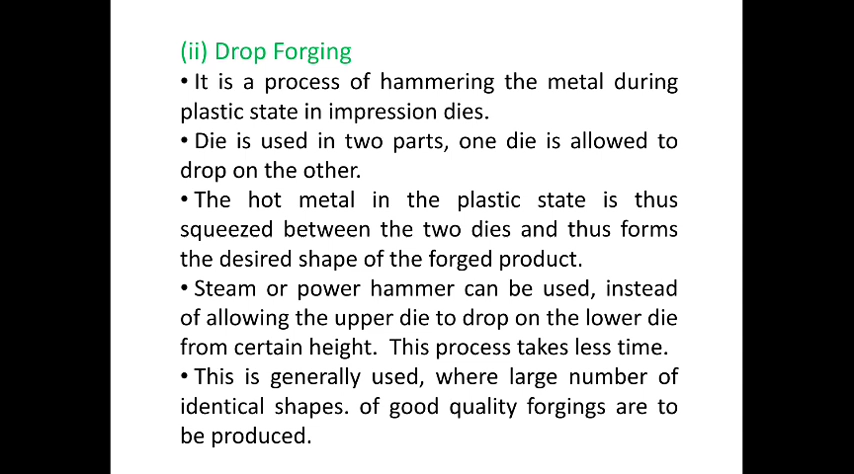 (ii) Drop Forging
• It is a process of hammering the metal during
plastic state in impression dies.
• Die is used in two parts, one die is allowed to
drop on the other.
• The hot metal in the plastic state is thus
squeezed between the two dies and thus forms
the desired shape of the forged product.
• Steam or power hammer can be used, instead
of allowing the upper die to drop on the lower die
from certain height.  This process takes less time.
• This is generally used, where large number of
identical shapes. of good quality forgings are to
be produced.